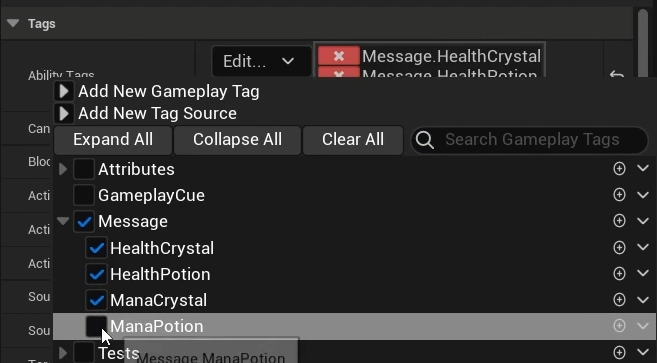 Tags
Edit...
Message.HealthCrystal
Ability Tags
Message.HealthPotion
Add New Gameplay Tag
Add New Tag Source
Can
Expand All Collapse All Clear All Search Gameplay Tags
Bloc
Attributes
Acti
GameplayCue
Acti
Message
HealthCrystal
Acti
HealthPotion
Sou
ManaCrystal
Sou
ManaPotion
Tests
Message.ManaPotion